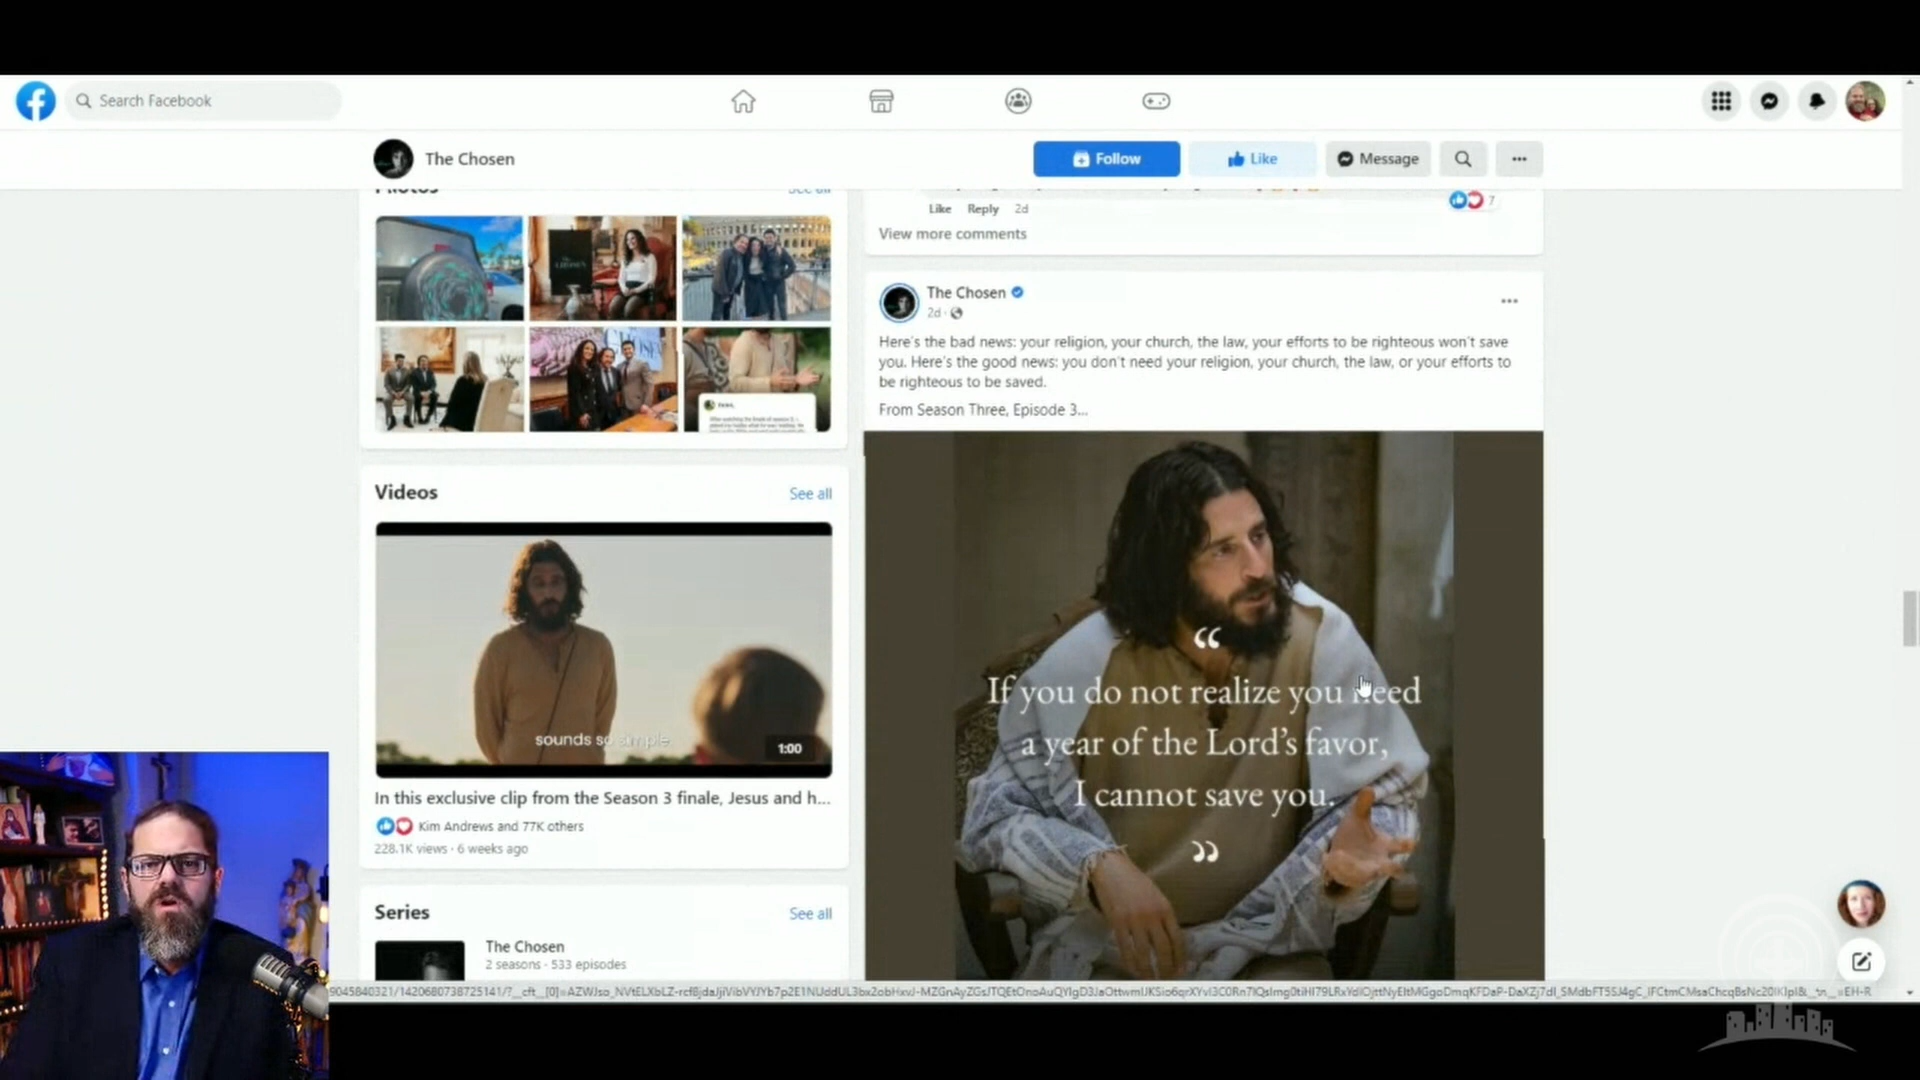 Search Facebook
The Chosen
Follow
Like
Message
Photos
See all
Like Reply 2d
7
View more comments
The Chosen
2d
Here's the bad news: your religion, your church, the law, your efforts to be righteous won't save
you. Here's the good news: you don't need your religion, your church, the law, or your efforts to
be righteous to be saved.
From Season Three, Episode 3...
“
If you do not realize you need
a year of the Lord's favor,
I cannot save you.
”
Videos
See all
sounds so simple
1:00
In this exclusive clip from the Season 3 finale, Jesus and h...
Kim Andrews and 77K others
228.1K views · 6 weeks ago
Series
See all
The Chosen
2 seasons · 533 episodes